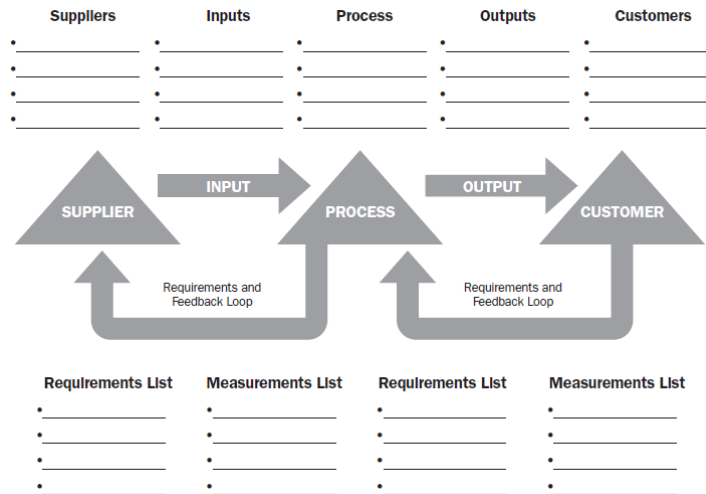 Suppliers Inputs Process Outputs Customers
•
•
•
•
SUPPLIER INPUT PROCESS OUTPUT CUSTOMER
Requirements and
Feedback Loop
Requirements and
Feedback Loop
Requirements List Measurements List Requirements List Measurements List
•
•
•
•